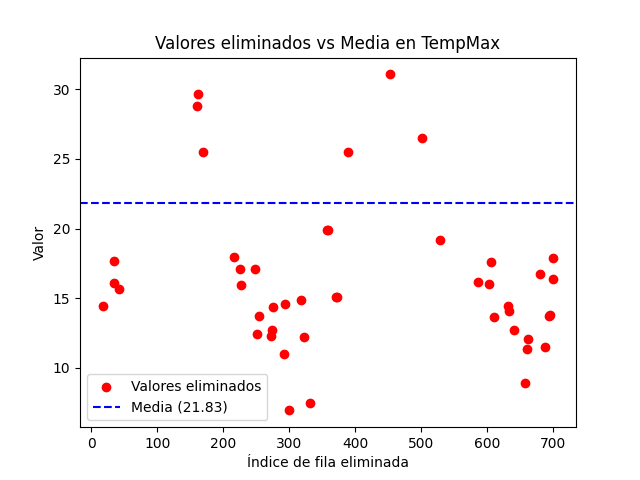 Valores eliminados vs Media en TempMax
Valor
30
25
20
15
10
Valores eliminados
Media (21.83)
0 100 200 300 400 500 600 700
Índice de fila eliminada